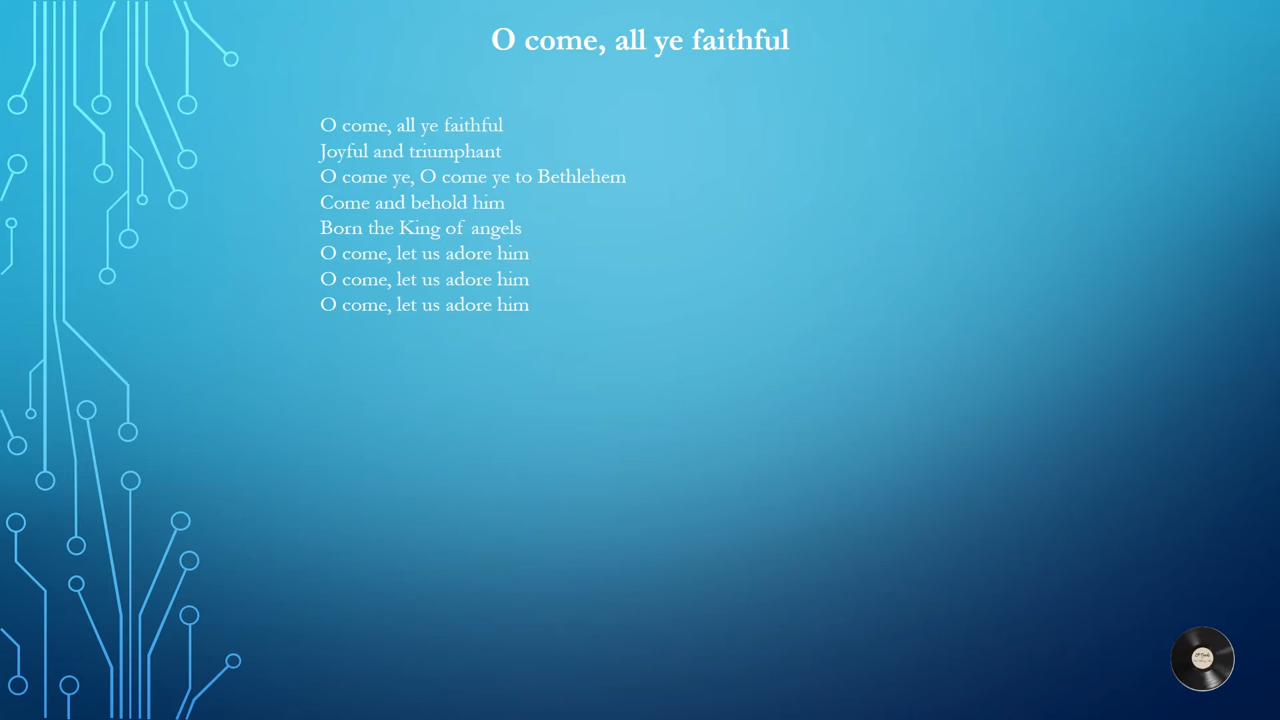 O come, all ye faithful
O come, all ye faithful
Joyful and triumphant
O come ye, O come ye to Bethlehem
Come and behold him
Born the King of angels
O come, let us adore him
O come, let us adore him
O come, let us adore him